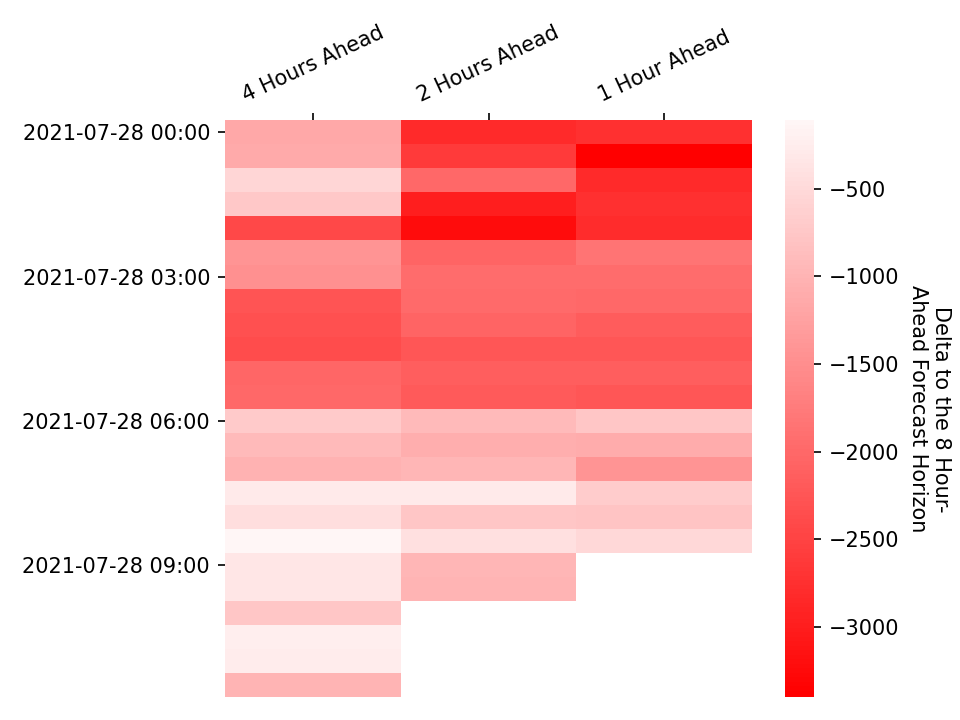 4 Hours Ahead
2 Hours Ahead
1 Hour Ahead
2021-07-28 00:00
2021-07-28 03:00
2021-07-28 06:00
2021-07-28 09:00
−500
−1000
−1500
−2000
−2500
−3000
Delta to the 8 Hour-
Ahead Forecast Horizon